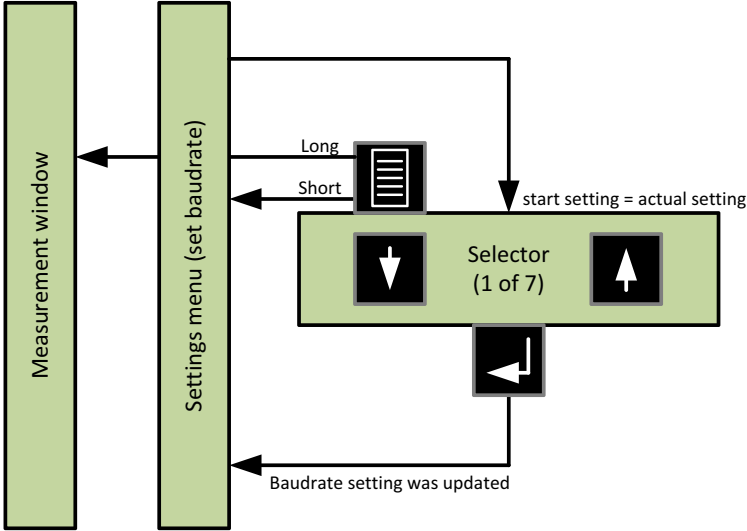 Measurement window
Settings menu (set baudrate)
Long
Short
start setting = actual setting
Selector
(1 of 7)
Baudrate setting was updated